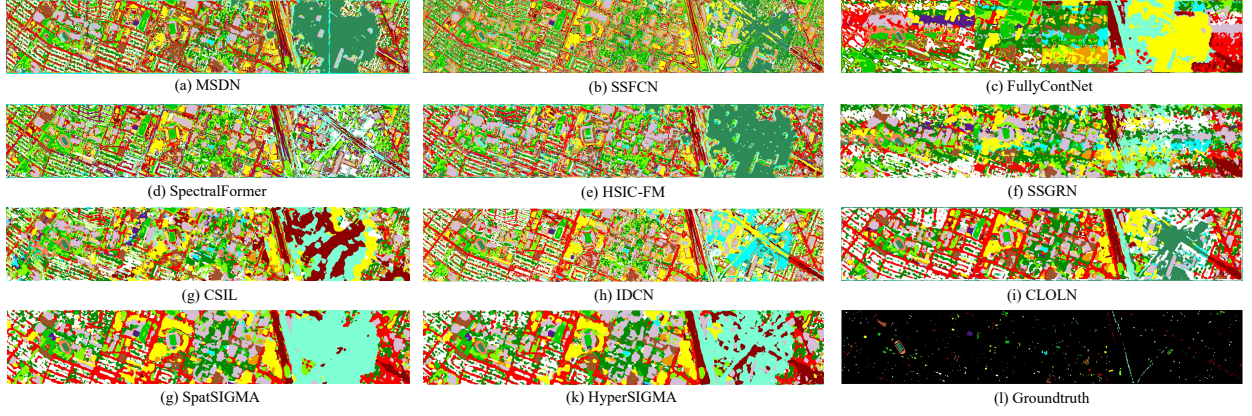 (a) MSDN
(b) SSFCN
(c) FullyContNet
(d) SpectralFormer
(e) HSIC-FM
(f) SSGRN
(g) CSIL
(h) IDCN
(i) CLOLN
(g) SpatSIGMA
(k) HyperSIGMA
(l) Groundtruth